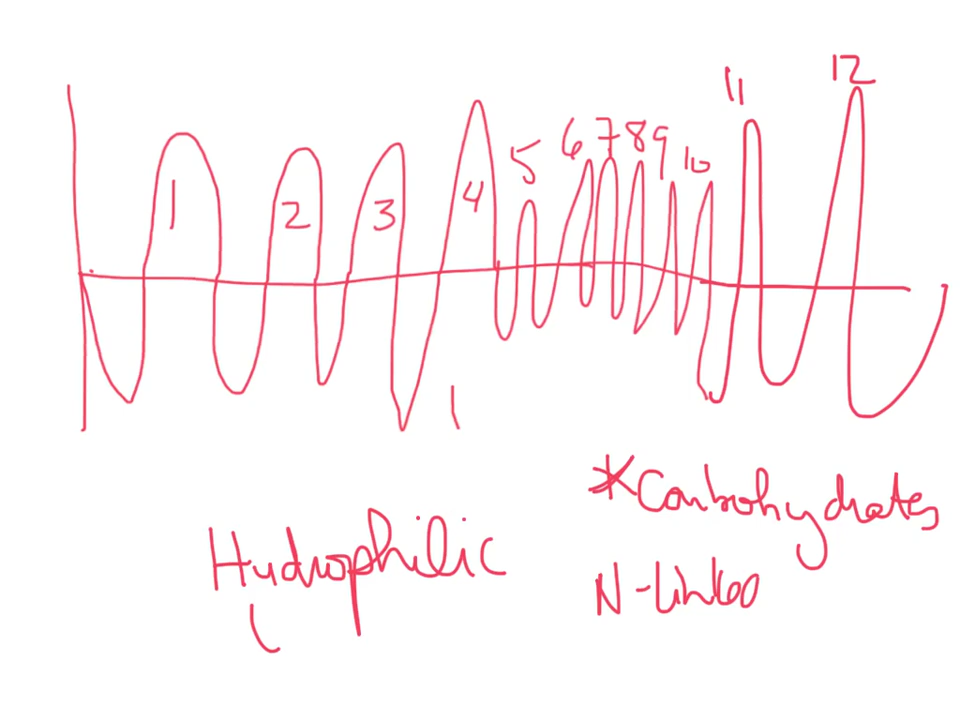 11 12
5 6 7 8 9 10
1 2 3 4
*Carbohydrates
Hydrophilic
N-linked